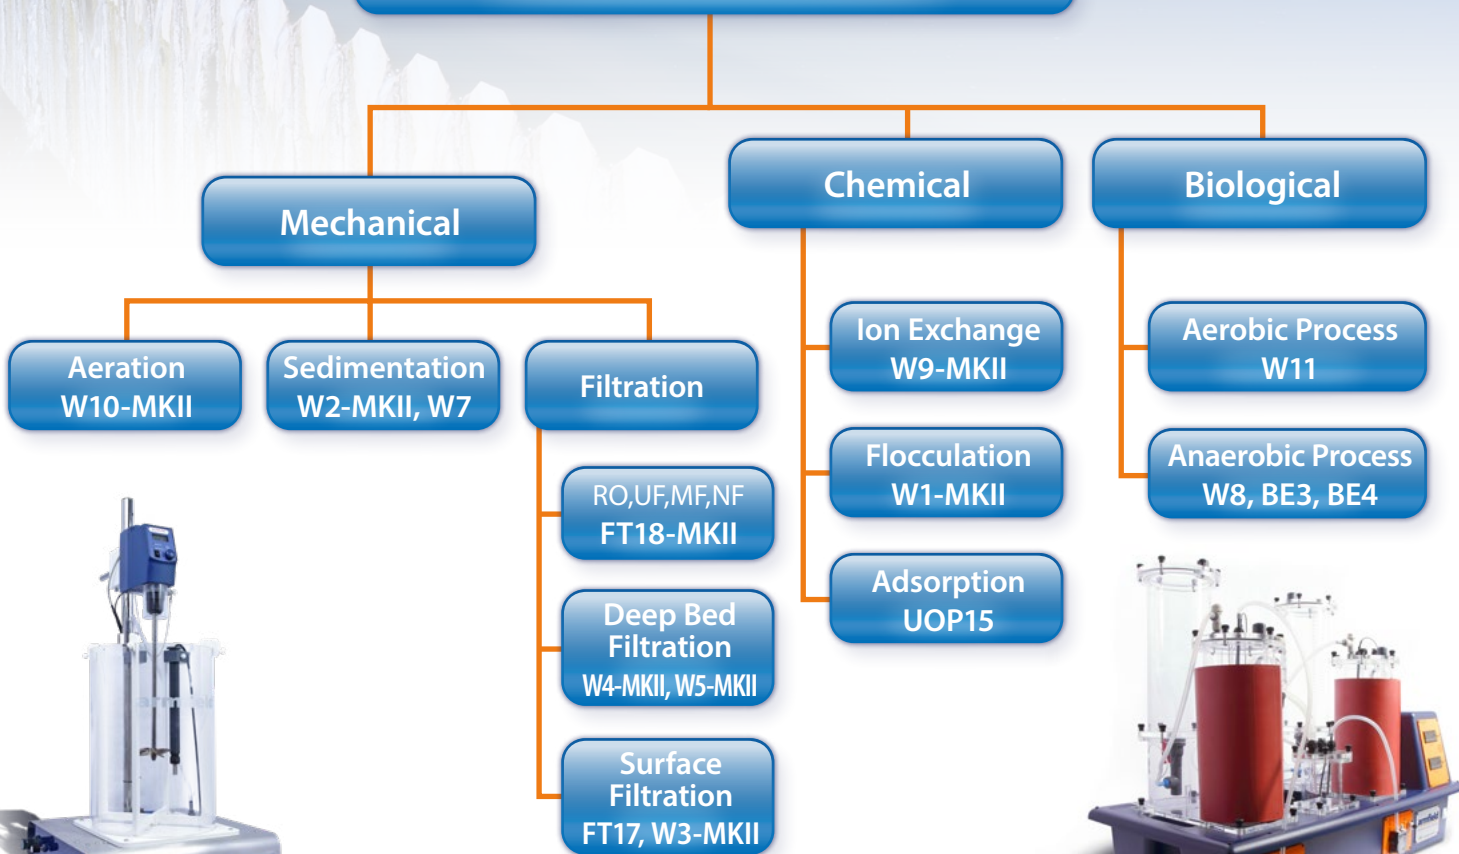 Chemical
Biological
Mechanical
Aeration
W10-MKII
Sedimentation
W2-MKII, W7
Filtration
RO,UF,MF,NF
FT18-MKII
Deep Bed
Filtration
W4-MKII, W5-MKII
Surface
Filtration
FT17, W3-MKII
Ion Exchange
W9-MKII
Flocculation
W1-MKII
Adsorption
UOP15
Aerobic Process
W11
Anaerobic Process
W8, BE3, BE4
armfield
armfield